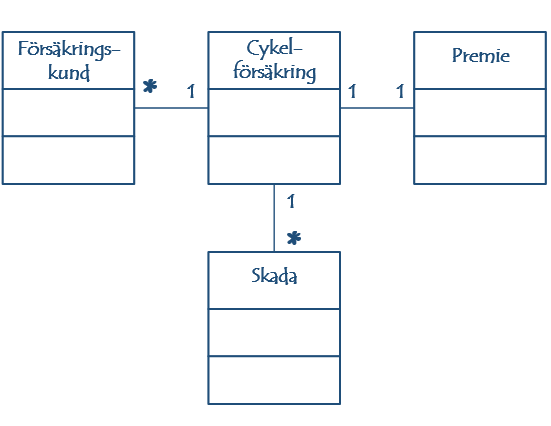 Försäkrings-
kund
Cykel-
försäkring
Premie
* 1
1 1
1
*
Skada